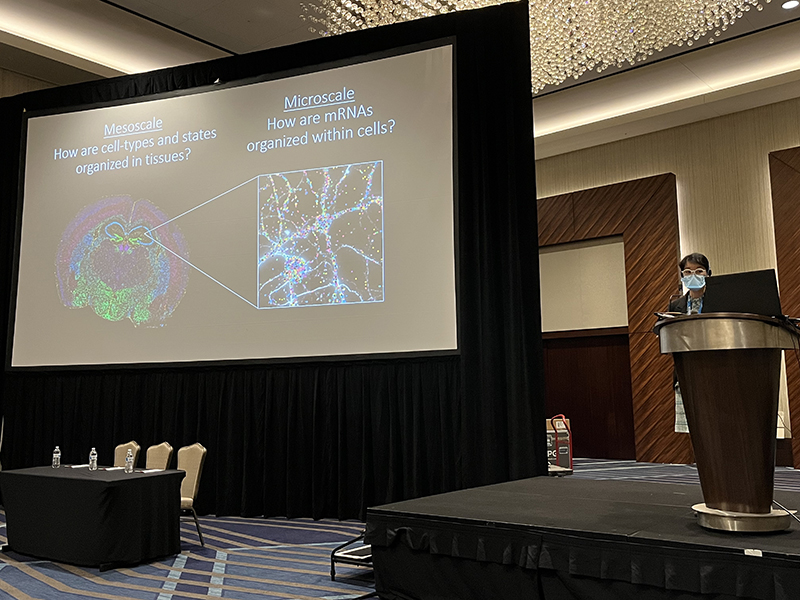 Mesoscale
How are cell-types and states
organized in tissues?
Microscale
How are mRNAs
organized within cells?